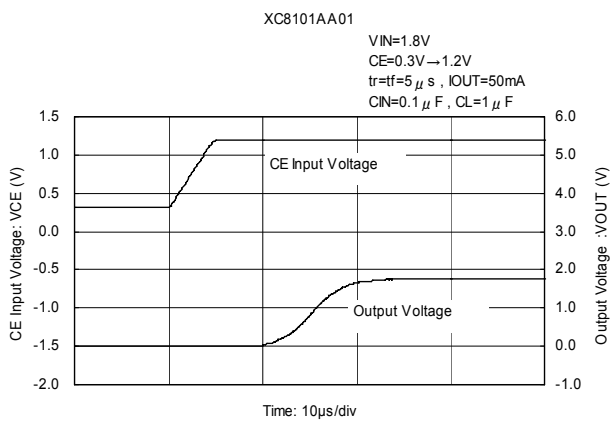 XC8101AA01
VIN=1.8V
CE=0.3V→1.2V
tr=tf=5 μ s , IOUT=50mA
CIN=0.1 μ F , CL=1 μ F
1.5
1.0
0.5
0.0
-0.5
-1.0
-1.5
-2.0
CE Input Voltage: VCE (V)
CE Input Voltage
Output Voltage
6.0
5.0
4.0
3.0
2.0
1.0
0.0
-1.0
Output Voltage :VOUT (V)
Time: 10μs/div